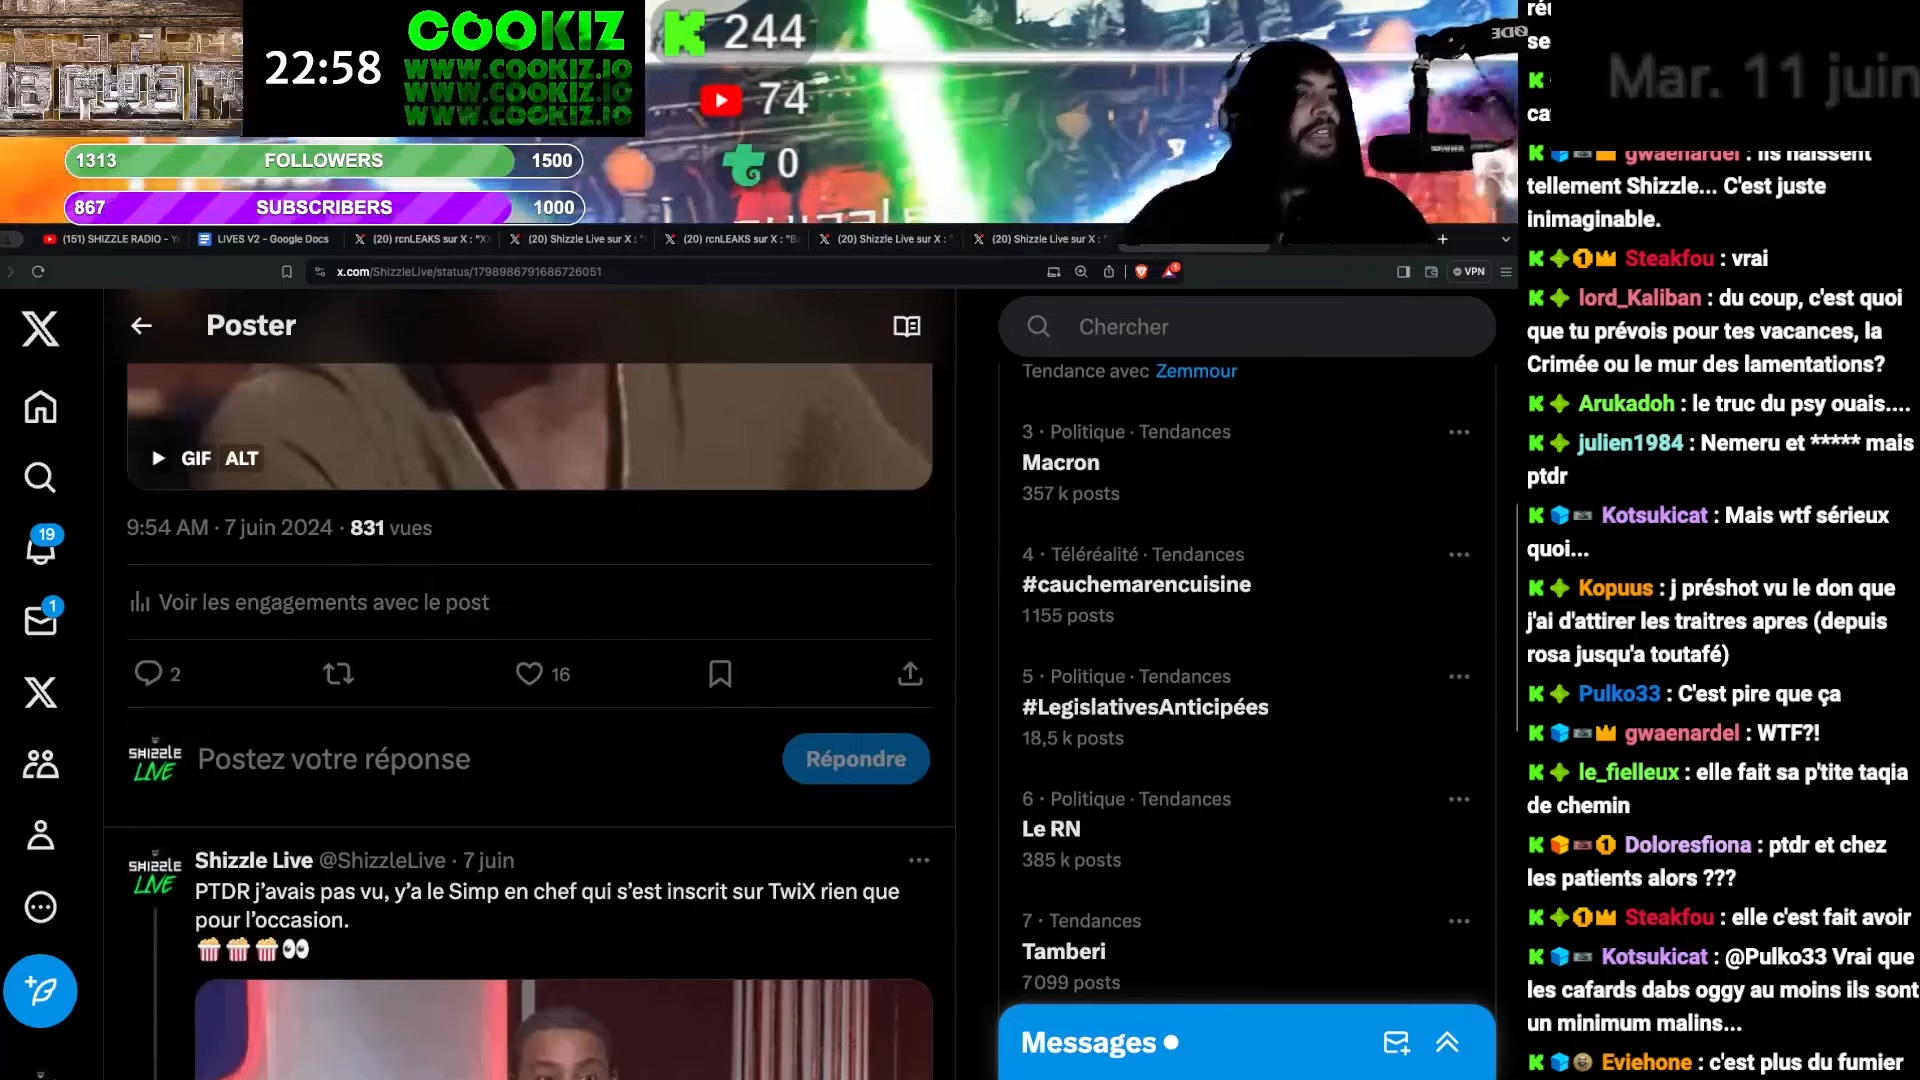 22:58
COOKIZ
WWW.COOKIZ.IO
WWW.COOKIZ.IO
WWW.COOKIZ.IO
244
74
0
1313 FOLLOWERS 1500
867 SUBSCRIBERS 1000
(151) SHIZZLE RADIO - Y
LIVES V2 - Google Docs
(20) rcnLEAKS sur X : "X
(20) Shizzle Live sur X : "
(20) rcnLEAKS sur X : "B
(20) Shizzle Live sur X : "
(20) Shizzle Live sur X : "
x.com/ShizzleLive/status/1798986791686726051
VPN
Poster
GIF ALT
9:54 AM · 7 juin 2024 · 831 vues
Voir les engagements avec le post
2
16
SHIZZLE
LIVE
Postez votre réponse
Répondre
SHIZZLE
LIVE
Shizzle Live @ShizzleLive · 7 juin
PTDR j'avais pas vu, y'a le Simp en chef qui s'est inscrit sur TwiX rien que
pour l'occasion.
🍿🍿🍿👀
19
1
Chercher
Tendance avec Zemmour
3 · Politique · Tendances
Macron
357 k posts
4 · Téléréalité · Tendances
#cauchemarencuisine
1155 posts
5 · Politique · Tendances
#LegislativesAnticipées
18,5 k posts
6 · Politique · Tendances
Le RN
385 k posts
7 · Tendances
Tamberi
7 099 posts
Messages
Mar. 11 juin
gwaenardel : Ils haïssent
tellement Shizzle... C'est juste
inimaginable.
Steakfou : vrai
lord_Kaliban : du coup, c'est quoi
que tu prévois pour tes vacances, la
Crimée ou le mur des lamentations?
Arukadoh : le truc du psy ouais....
julien1984 : Nemeru et ***** mais
ptdr
Kotsukicat : Mais wtf sérieux
quoi...
Kopuus : j préshot vu le don que
j'ai d'attirer les traitres apres (depuis
rosa jusqu'a toutafé)
Pulko33 : C'est pire que ça
gwaenardel : WTF?!
le_fielleux : elle fait sa p'tite taqia
de chemin
Doloresfiona : ptdr et chez
les patients alors ???
Steakfou : elle c'est fait avoir
Kotsukicat : @Pulko33 Vrai que
les cafards dabs oggy au moins ils sont
un minimum malins...
Eviehone : c'est plus du fumier